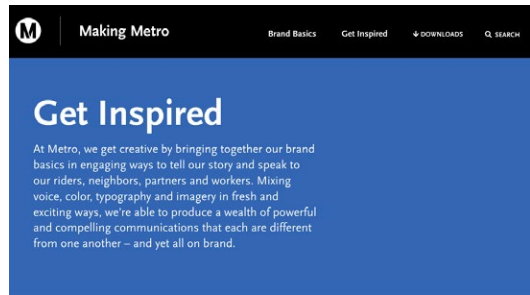 M
Making Metro
Brand Basics
Get Inspired
DOWNLOADS
SEARCH
Get Inspired
At Metro, we get creative by bringing together our brand
basics in engaging ways to tell our story and speak to
our riders, neighbors, partners and workers. Mixing
voice, color, typography and imagery in fresh and
exciting ways, we're able to produce a wealth of powerful
and compelling communications that each are different
from one another – and yet all on brand.